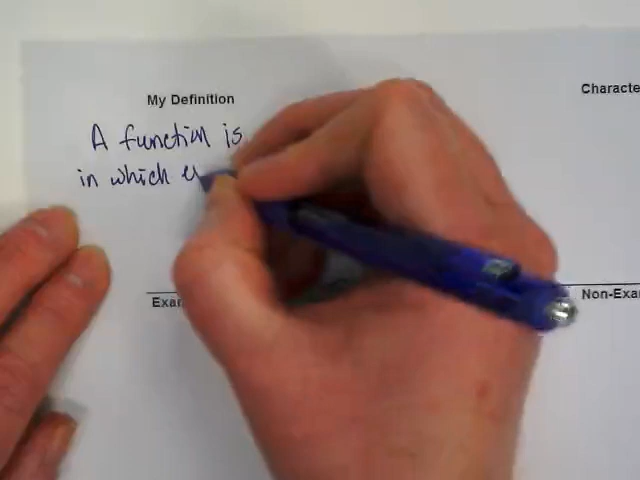 My Definition
Characte
A function is
in which
Exa
Non-Exa